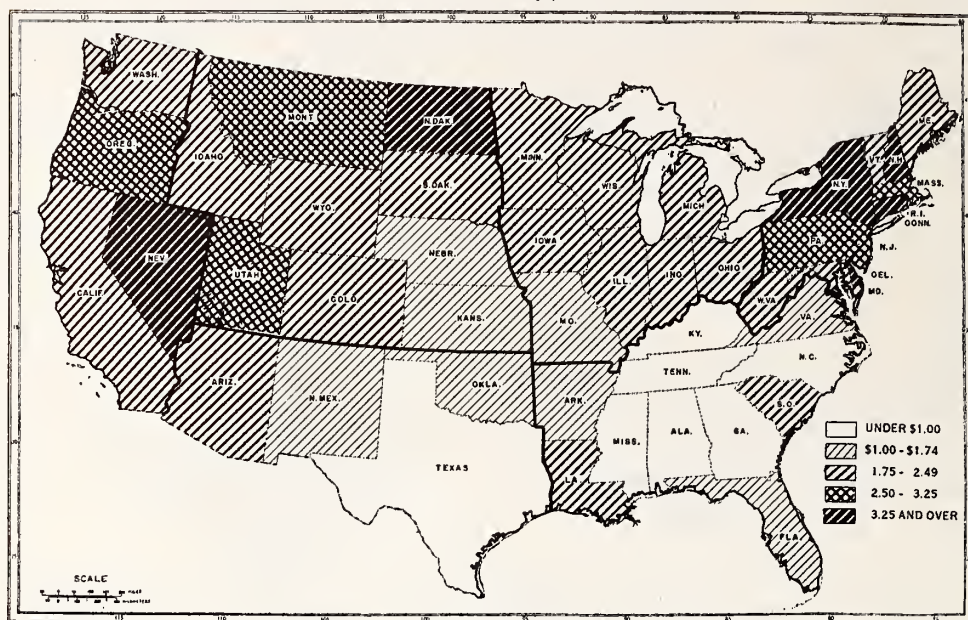 WASH.
MONT
N.DAK.
MINN.
ME.
OREG.
IDAHO
S.DAK.
WIS.
MICH
N.Y.
VT.
N.H.
MASS.
WYO.
R.I.
CONN.
NEBR.
IOWA
PA.
N.J.
NEV.
UTAH
COLO.
ILL.
IND.
OHIO
DEL.
MD.
CALIF.
KANS.
MO.
W.VA.
VA.
KY.
N.C.
TENN.
ARIZ.
N.MEX.
OKLA.
ARK.
S.C.
MISS.
ALA.
GA.
TEXAS
LA.
FLA.
UNDER $1.00
$1.00 - $1.74
1.75 - 2.49
2.50 - 3.25
3.25 AND OVER
SCALE